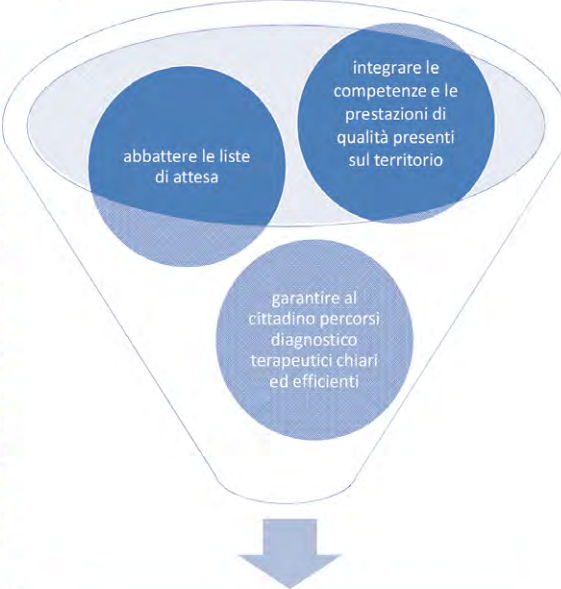 integrare le
competenze e le
prestazioni di
qualità presenti
sul territorio
abbattere le liste
di attesa
garantire al
cittadino percorsi
diagnostico
terapeutici chiari
ed efficienti